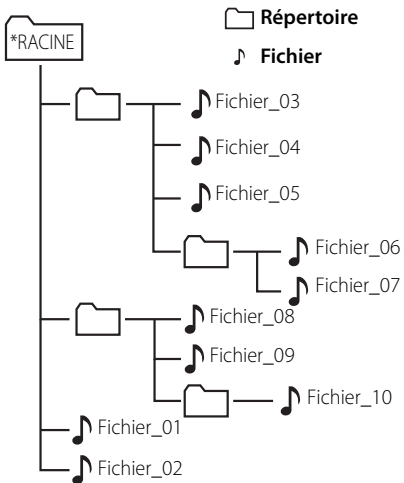 Répertoire
Fichier
*RACINE
Fichier_03
Fichier_04
Fichier_05
Fichier_06
Fichier_07
Fichier_08
Fichier_09
Fichier_10
Fichier_01
Fichier_02